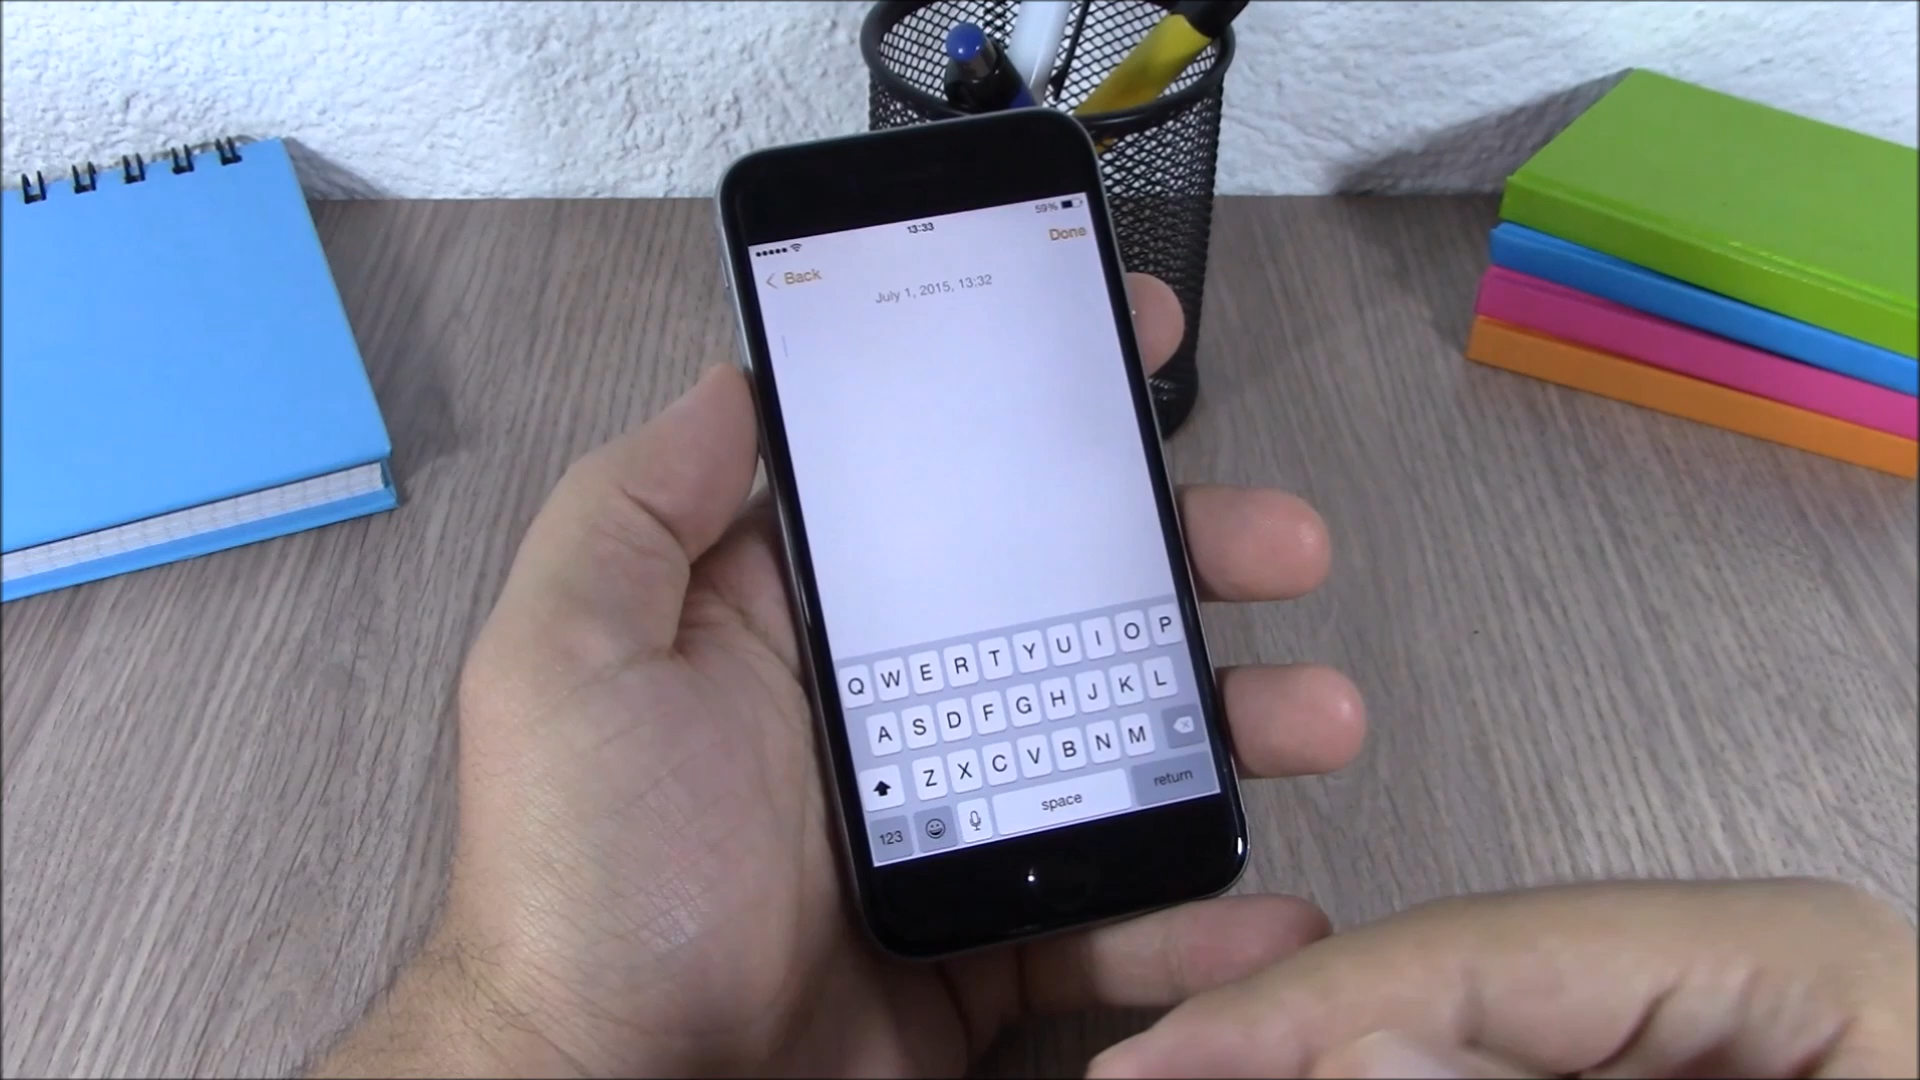 13:33
59%
Back
Done
July 1, 2015, 13:32
Q W E R T Y U I O P
A S D F G H J K L
Z X C V B N M
123
space
return